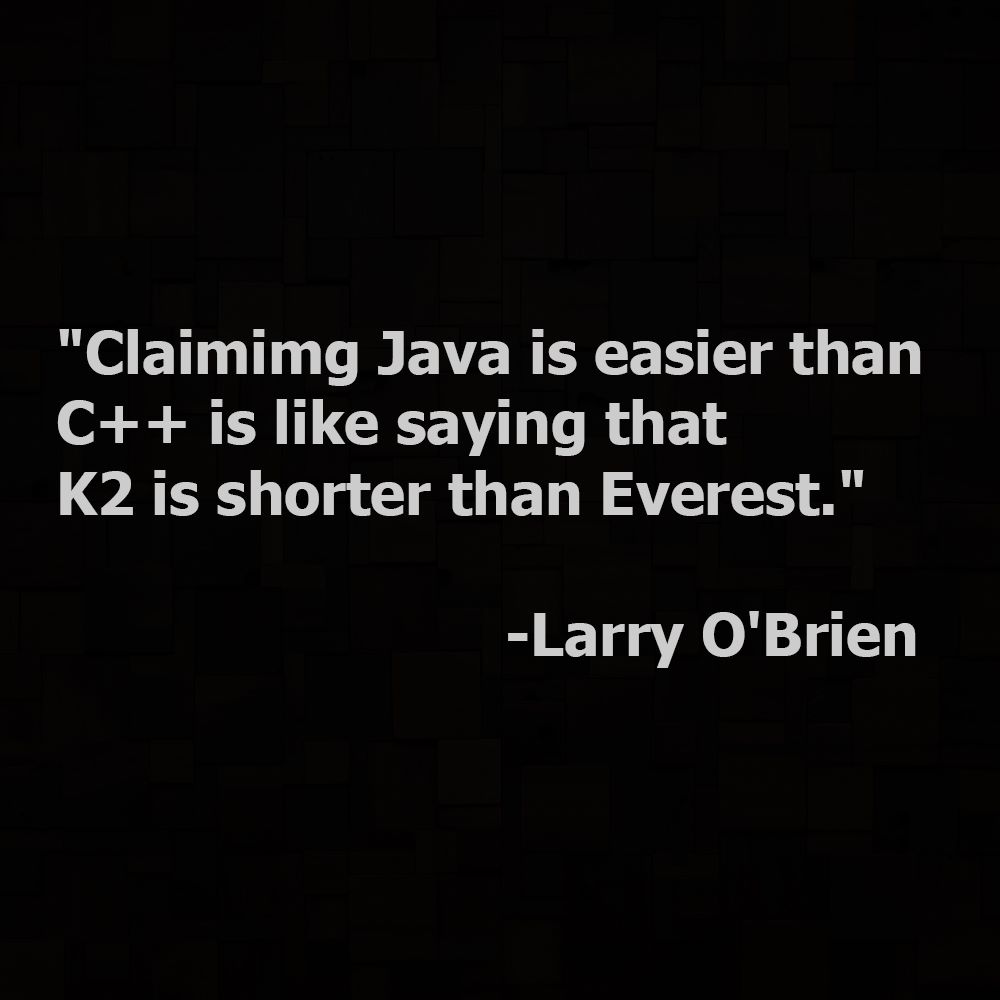 "Claimimg Java is easier than
C++ is like saying that
K2 is shorter than Everest."
-Larry O'Brien